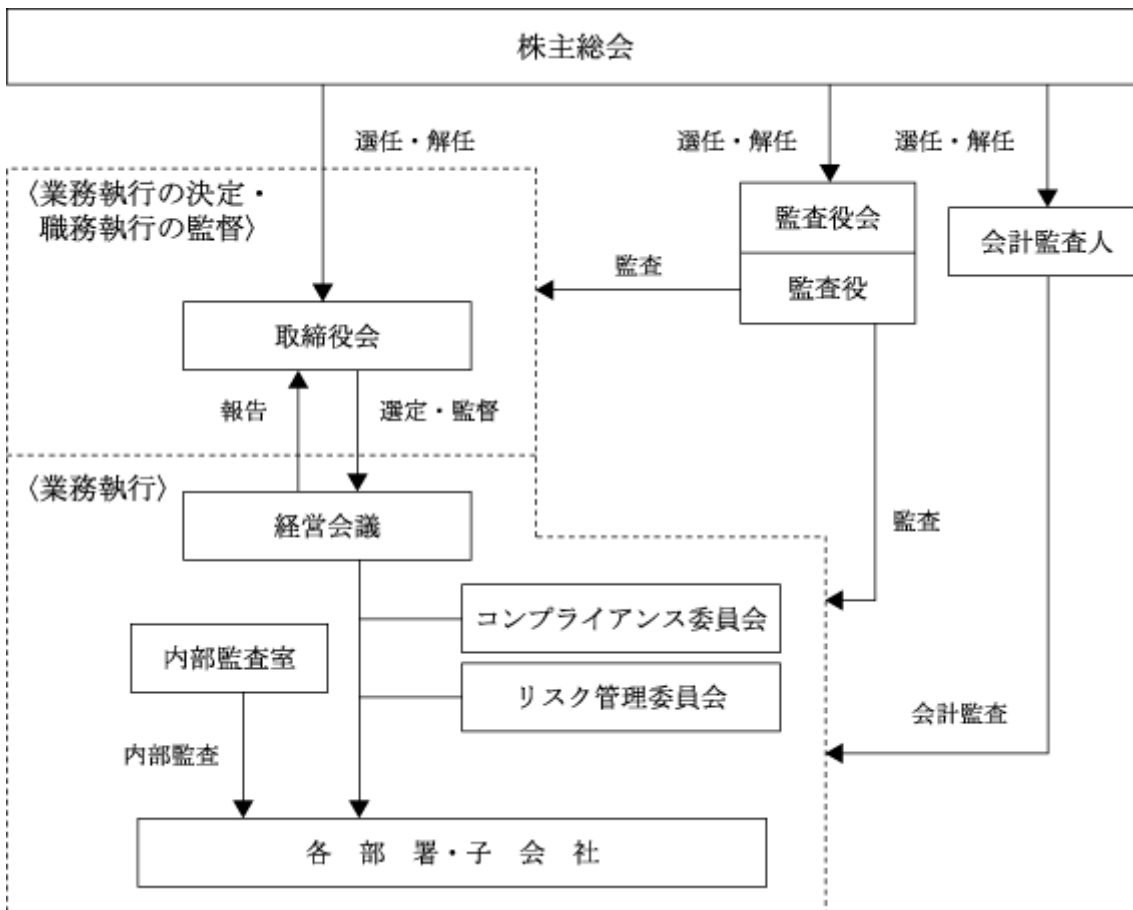 株主総会
選任・解任
選任・解任
選任・解任
〈業務執行の決定・
職務執行の監督〉
監査役会
監査役
会計監査人
監査
取締役会
報告
選定・監督
〈業務執行〉
経営会議
監査
コンプライアンス委員会
内部監査室
リスク管理委員会
会計監査
内部監査
各部署・子会社